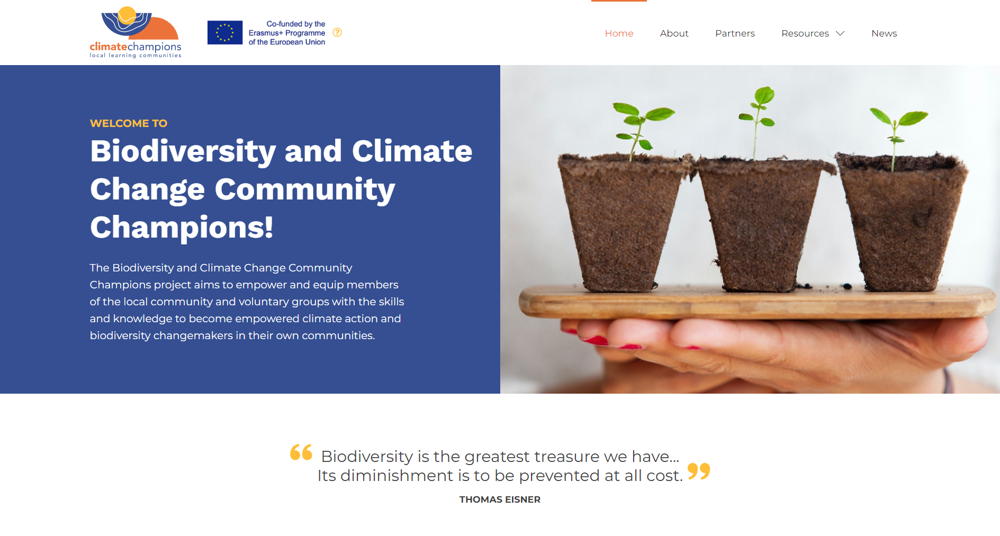 climatechampions
local learning communities
Co-funded by the
Erasmus+ Programme
of the European Union
?
Home
About
Partners
Resources
News
WELCOME TO
Biodiversity and Climate
Change Community
Champions!
The Biodiversity and Climate Change Community
Champions project aims to empower and equip members
of the local community and voluntary groups with the skills
and knowledge to become empowered climate action and
biodiversity changemakers in their own communities.
“ Biodiversity is the greatest treasure we have...
Its diminishment is to be prevented at all cost. ”
THOMAS EISNER